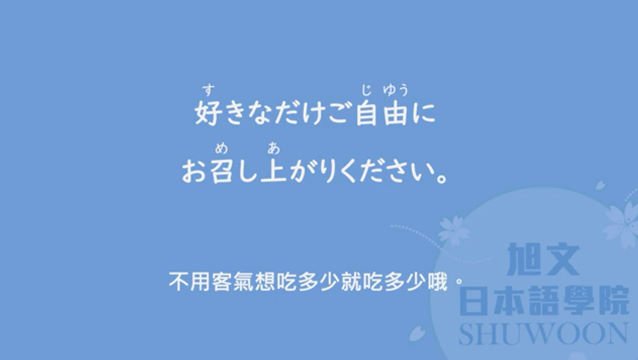 す じ ゆう
好きなだけご自由に
め あ
お召し上がりください。
不用客氣想吃多少就吃多少哦。
旭文
日本語學院
SHUWOON